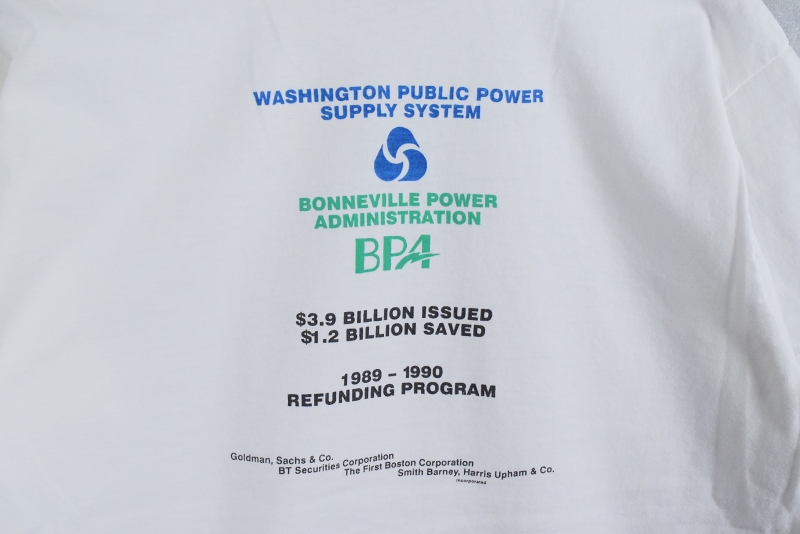 WASHINGTON PUBLIC POWER
SUPPLY SYSTEM
BONNEVILLE POWER
ADMINISTRATION
BPA
$3.9 BILLION ISSUED
$1.2 BILLION SAVED
1989 – 1990
REFUNDING PROGRAM
Goldman, Sachs & Co.
BT Securities Corporation
The First Boston Corporation
Smith Barney, Harris Upham & Co.
Incorporated